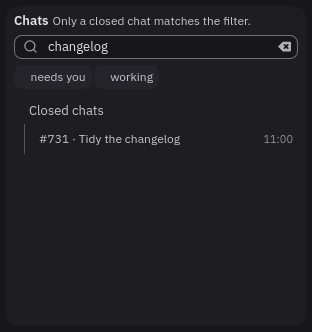 Chats Only a closed chat matches the filter.
changelog
needs you working
Closed chats
#731 · Tidy the changelog 11:00